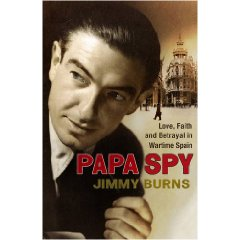 Love, Faith
and Betrayal in
Wartime Spain
PAPA SPY
JIMMY BURNS